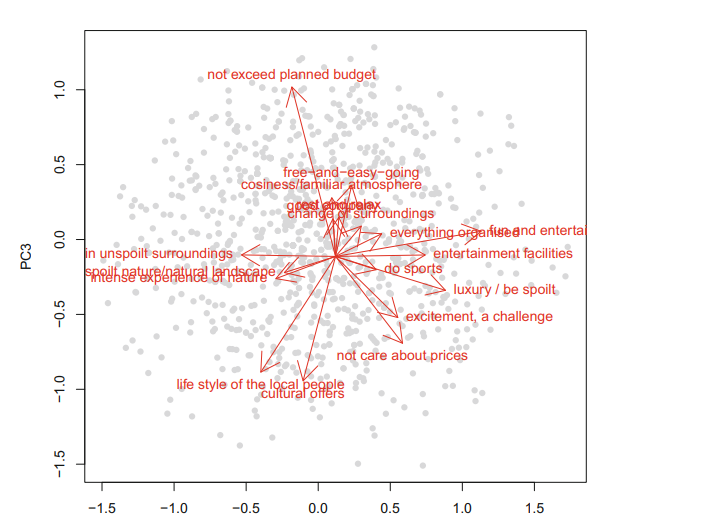 not exceed planned budget
1.0
free−and−easy−going
0.5
cosiness/familiar atmosphere
change of surroundings
everything organised
fun and entertai
0.0
PC3
in unspoilt surroundings
entertainment facilities
do sports
spoilt nature/natural landscape
intense experience of nature
luxury / be spoilt
excitement, a challenge
−0.5
not care about prices
life style of the local people
cultural offers
−1.0
−1.5
−1.5 −1.0 −0.5 0.0 0.5 1.0 1.5